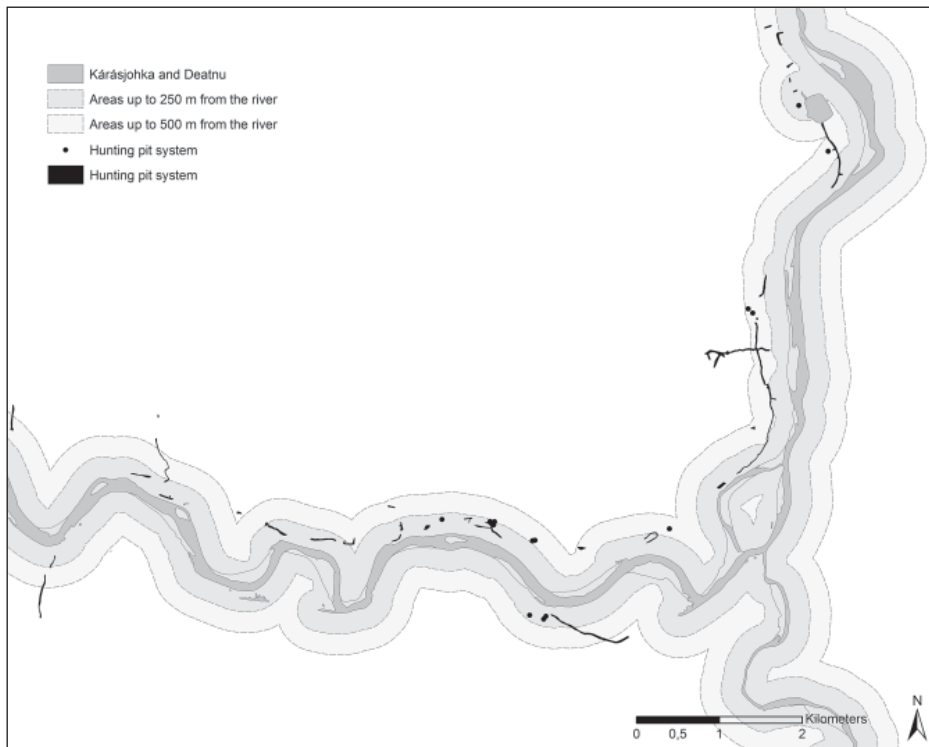 Kárášjohka and Deatnu
Areas up to 250 m from the river
Areas up to 500 m from the river
Hunting pit system
Hunting pit system
N
Kilometers
0 0,5 1 2